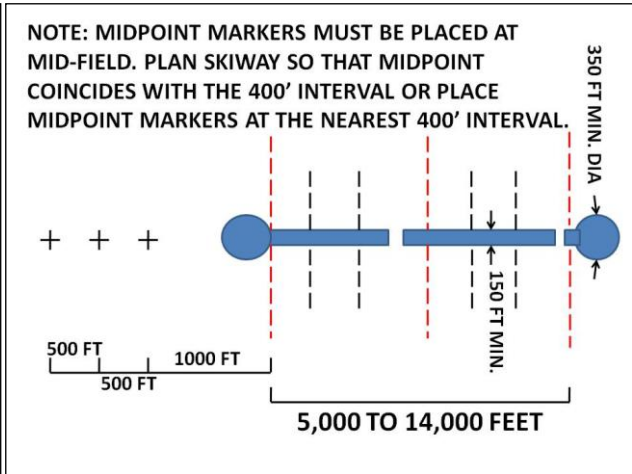 NOTE: MIDPOINT MARKERS MUST BE PLACED AT
MID-FIELD. PLAN SKIWAY SO THAT MIDPOINT
COINCIDES WITH THE 400' INTERVAL OR PLACE
MIDPOINT MARKERS AT THE NEAREST 400' INTERVAL.
350 FT MIN. DIA
150 FT MIN.
500 FT
500 FT
1000 FT
5,000 TO 14,000 FEET